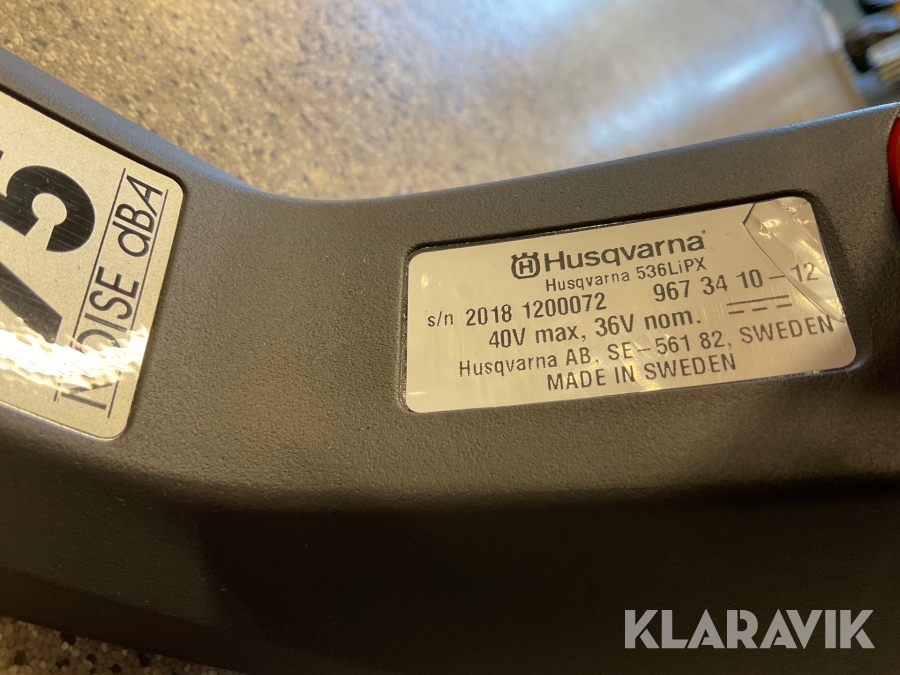 75
NOISE dBA
Husqvarna
Husqvarna 536LiPX
s/n 2018 1200072 967 34 10-12
40V max, 36V nom.
Husqvarna AB, SE-561 82, SWEDEN
MADE IN SWEDEN
KLARAVIK